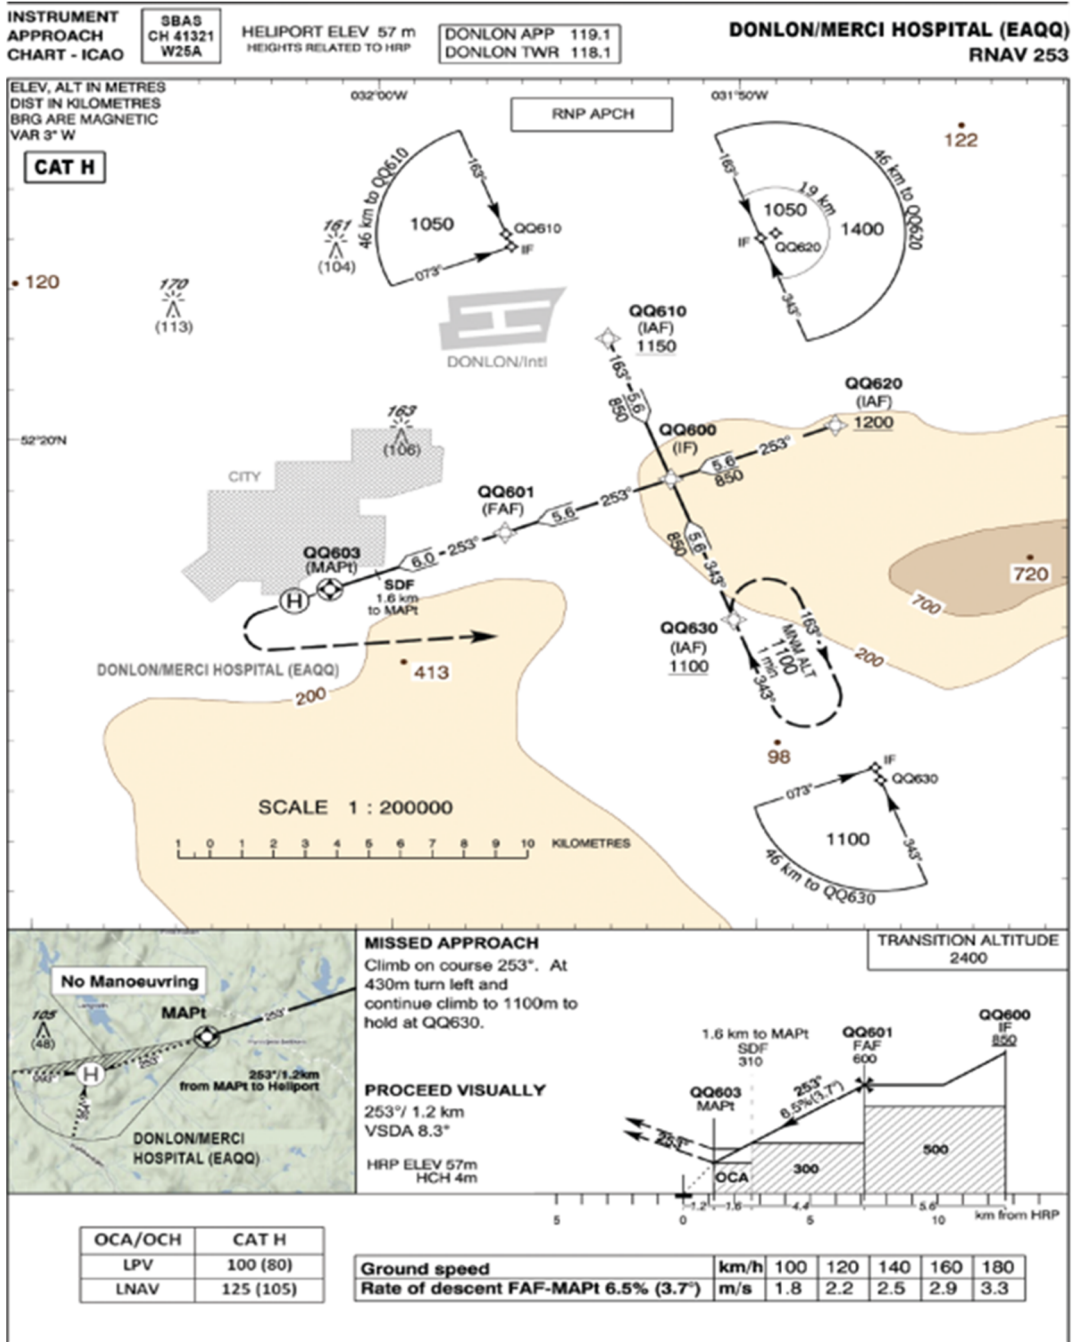 INSTRUMENT
APPROACH
CHART - ICAO
SBAS
CH 41321
W25A
HELIPORT ELEV 57 m
HEIGHTS RELATED TO HRP
DONLON APP 119.1
DONLON TWR 118.1
DONLON/MERCI HOSPITAL (EAQQ)
RNAV 253
ELEV, ALT IN METRES
DIST IN KILOMETRES
BRG ARE MAGNETIC
VAR 3° W
CAT H
032°00'W
RNP APCH
031°50'W
122
46 km to QQ610
163°
1050
QQ610
IF
073°
163°
46 km to QQ620
19 km
1050
1400
IF
QQ620
343°
161
(104)
120
170
(113)
DONLON/Intl
QQ610
(IAF)
1150
163°
5.6
850
QQ620
(IAF)
1200
QQ600
(IF)
253°
5.6
850
52°20'N
163
(106)
CITY
QQ601
(FAF)
253°
5.6
253°
6.0
QQ603
(MAPt)
H
SDF
1.6 km
to MAPt
850
5.6
343°
720
700
QQ630
(IAF)
1100
163°
MNM ALT
1100
1 min
343°
200
DONLON/MERCI HOSPITAL (EAQQ)
413
200
98
IF
QQ630
073°
1100
343°
46 km to QQ630
SCALE 1 : 200000
1 0 1 2 3 4 5 6 7 8 9 10 KILOMETRES
No Manoeuvring
MAPt
105
(48)
253°
253°
H
253°/1.2km
from MAPt to Heliport
DONLON/MERCI
HOSPITAL (EAQQ)
MISSED APPROACH
Climb on course 253°. At
430m turn left and
continue climb to 1100m to
hold at QQ630.
PROCEED VISUALLY
253°/ 1.2 km
VSDA 8.3°
HRP ELEV 57m
HCH 4m
TRANSITION ALTITUDE
2400
QQ600
IF
850
1.6 km to MAPt
SDF
310
QQ601
FAF
600
QQ603
MAPt
253°
6.5%(3.7°)
253°
OCA
300
500
1.2 1.6 4.4 5.6
5 0 5 10 km from HRP
OCA/OCH CAT H
LPV 100 (80)
LNAV 125 (105)
Ground speed km/h 100 120 140 160 180
Rate of descent FAF-MAPt 6.5% (3.7°) m/s 1.8 2.2 2.5 2.9 3.3